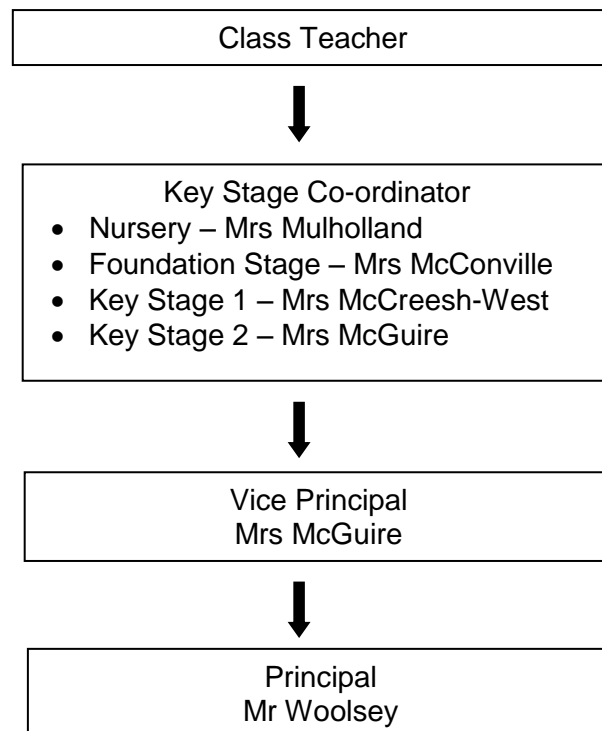 Class Teacher
Key Stage Co-ordinator
• Nursery – Mrs Mulholland
• Foundation Stage – Mrs McConville
• Key Stage 1 – Mrs McCreesh-West
• Key Stage 2 – Mrs McGuire
Vice Principal
Mrs McGuire
Principal
Mr Woolsey